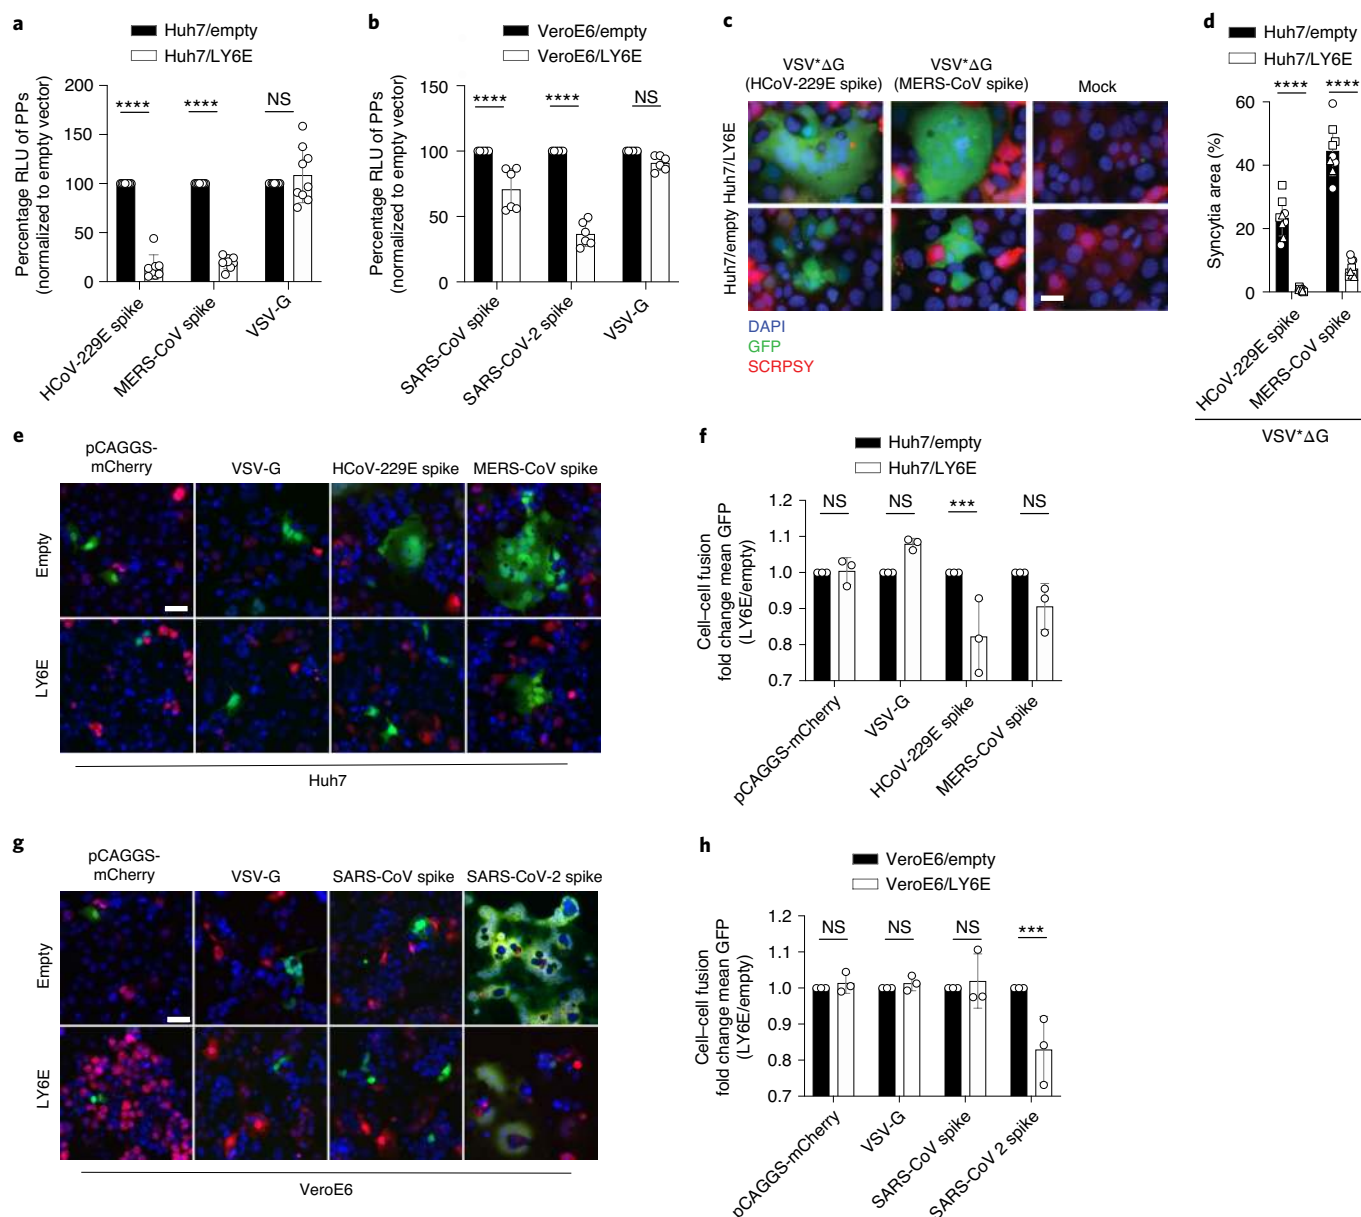 a
Huh7/empty
Huh7/LY6E
Percentage RLU of PPs
(normalized to empty vector)
200
150
100
50
0
****
****
NS
HCoV-229E spike
MERS-CoV spike
VSV-G
b
VeroE6/empty
VeroE6/LY6E
Percentage RLU of PPs
(normalized to empty vector)
150
100
50
0
****
****
NS
SARS-CoV spike
SARS-CoV-2 spike
VSV-G
c
VSV*ΔG
(HCoV-229E spike)
VSV*ΔG
(MERS-CoV spike)
Mock
Huh7/LY6E
Huh7/empty
DAPI
GFP
SCRPSY
d
Huh7/empty
Huh7/LY6E
Syncytia area (%)
60
40
20
0
****
****
HCoV-229E spike
MERS-CoV spike
VSV*ΔG
e
pCAGGS-
mCherry
VSV-G
HCoV-229E spike
MERS-CoV spike
Empty
LY6E
Huh7
f
Huh7/empty
Huh7/LY6E
Cell–cell fusion
fold change mean GFP
(LY6E/empty)
1.2
1.1
1.0
0.9
0.8
0.7
NS
NS
***
NS
pCAGGS-mCherry
VSV-G
HCoV-229E spike
MERS-CoV spike
g
pCAGGS-
mCherry
VSV-G
SARS-CoV spike
SARS-CoV-2 spike
Empty
LY6E
VeroE6
h
VeroE6/empty
VeroE6/LY6E
Cell–cell fusion
fold change mean GFP
(LY6E/empty)
1.2
1.1
1.0
0.9
0.8
0.7
NS
NS
NS
***
pCAGGS-mCherry
VSV-G
SARS-CoV spike
SARS-CoV 2 spike